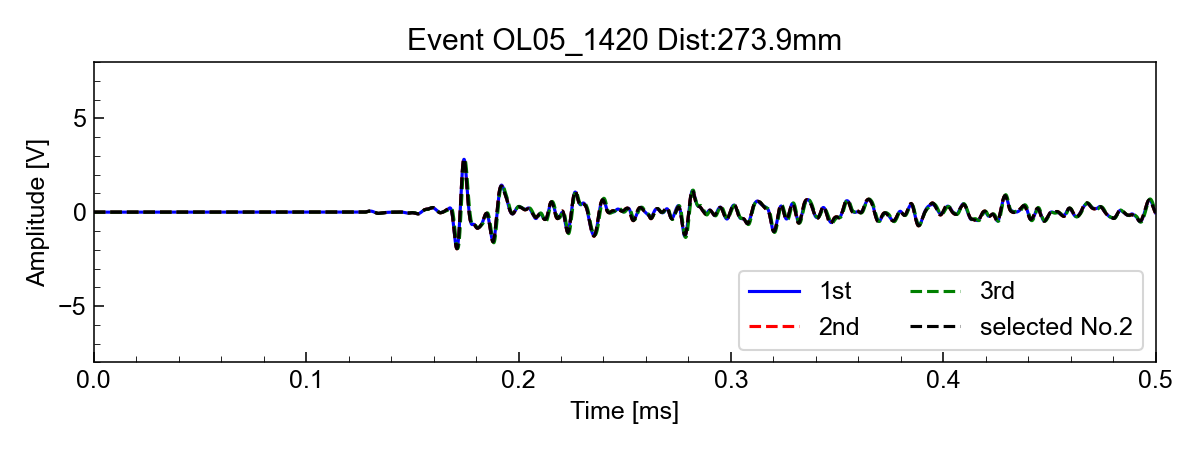 Event OL05_1420 Dist:273.9mm
Amplitude [V]
5
0
−5
0.0 0.1 0.2 0.3 0.4 0.5
Time [ms]
1st 3rd
2nd selected No.2